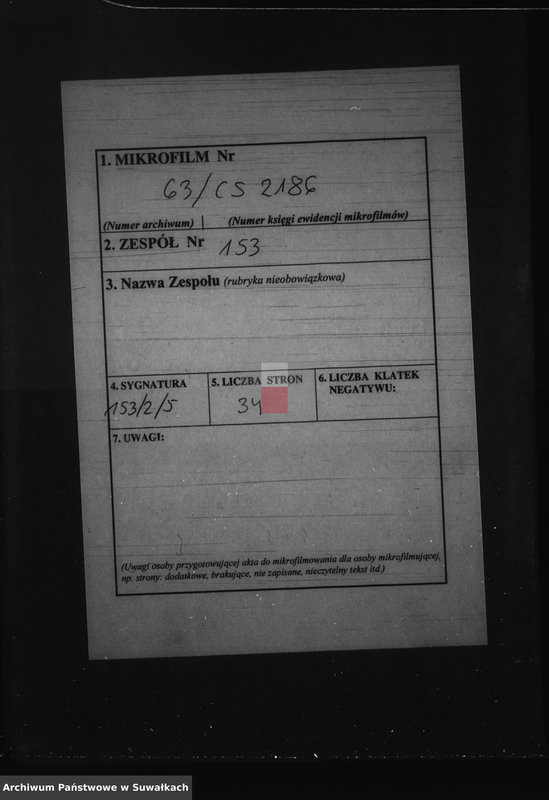 1. MIKROFILM Nr
63/CS 2186
(Numer archiwum) (Numer księgi ewidencji mikrofilmów)
2. ZESPÓŁ Nr 153
3. Nazwa Zespołu (rubryka nieobowiązkowa)
4. SYGNATURA
153/2/5
5. LICZBA STRON
34
6. LICZBA KLATEK
NEGATYWU:
7. UWAGI:
(Uwagi osoby przygotowującej akta do mikrofilmowania dla osoby mikrofilmującej,
np. strony: dodatkowe, brakujące, nie zapisane, nieczytelny tekst itd.)
Archiwum Państwowe w Suwałkach